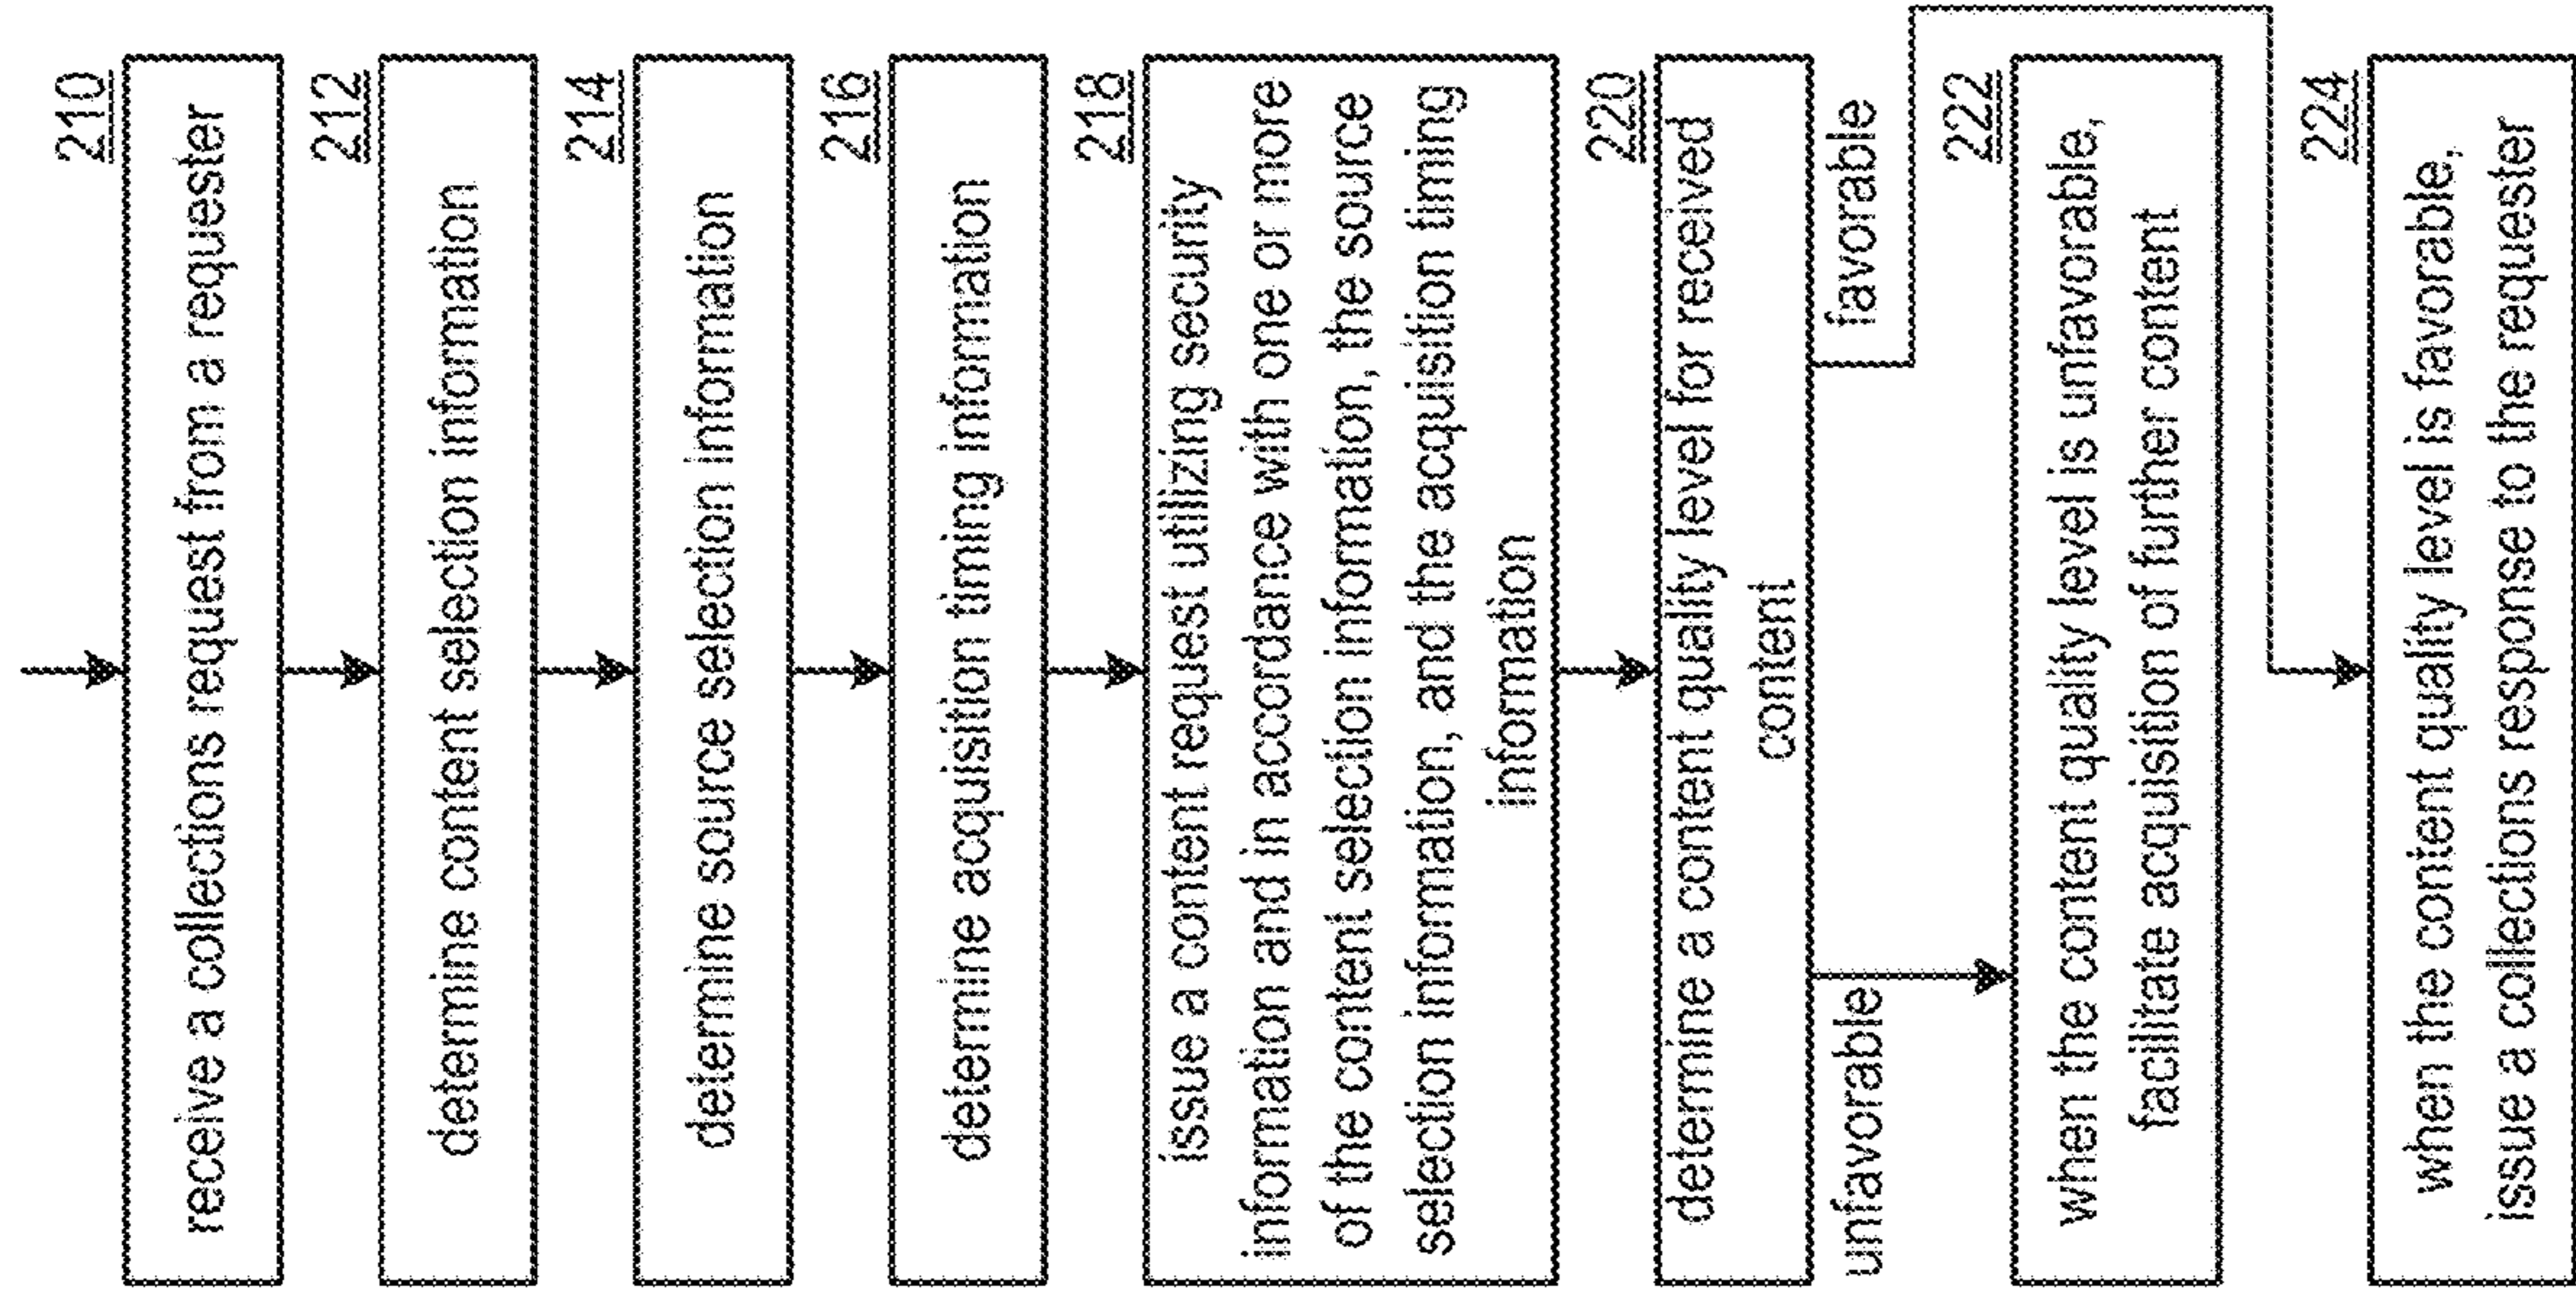 210
receive a collections request from a requester
212
determine content selection information
214
determine source selection information
216
determine acquisition timing information
218
issue a content request utilizing security
information and in accordance with one or more
of the content selection information, the source
selection information, and the acquisition timing
information
220
determine a content quality level for received
content
unfavorable
favorable
222
when the content quality level is unfavorable,
facilitate acquisition of further content
224
when the content quality level is favorable,
issue a collections response to the requester